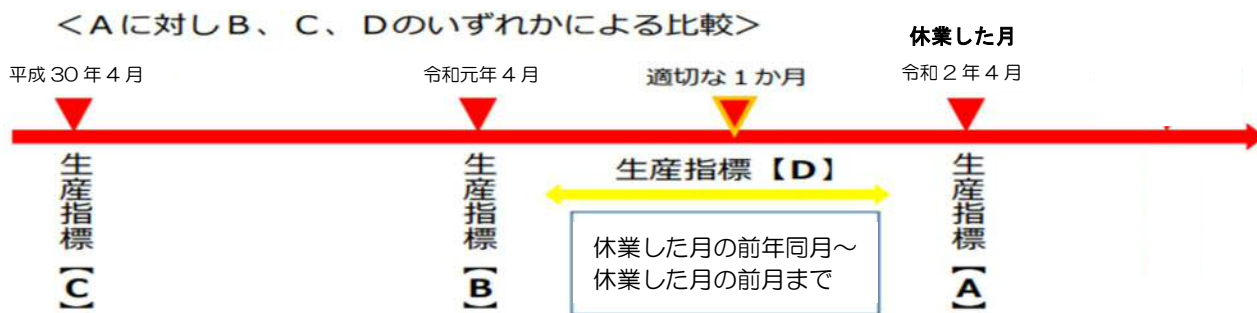 ＜Aに対しB、C、Dのいずれかによる比較＞
休業した月
平成30年4月
令和元年4月
適切な1か月
令和2年4月
生産指標【C】
生産指標【B】
生産指標【D】
休業した月の前年同月～
休業した月の前月まで
生産指標【A】